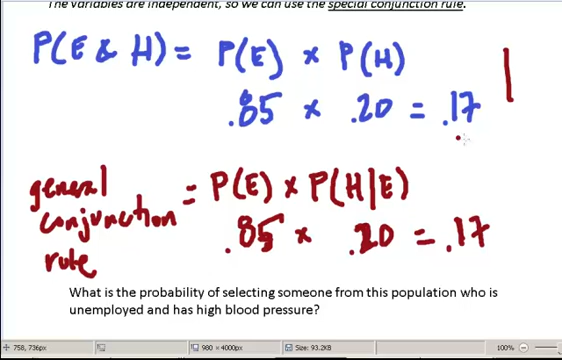 The variables are independent, so we can use the special conjunction rule.
P(E & H) = P(E) x P(H)
.85 x .20 = .17
general
conjunction
rule
= P(E) x P(H|E)
.85 x .20 = .17
What is the probability of selecting someone from this population who is
unemployed and has high blood pressure?
758, 736px
980 × 4000px
Size: 93.2KB
100%